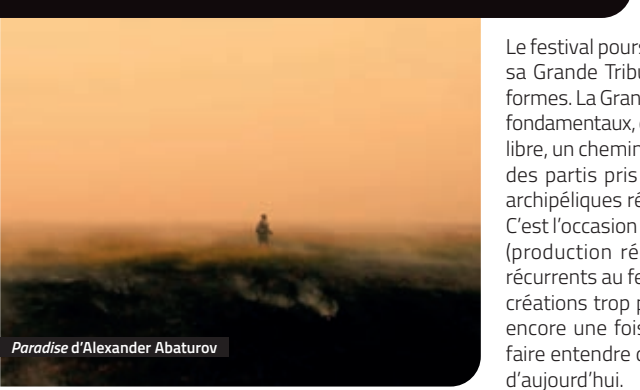 Paradise d'Alexander Abaturov
Le festival pours
sa Grande Tribu
formes. La Gran
fondamentaux,
libre, un chemin
des partis pris
archipéliques ré
C'est l'occasion
(production ré
récurrents au fe
créations trop p
encore une fois
faire entendre
d'aujourd'hui.